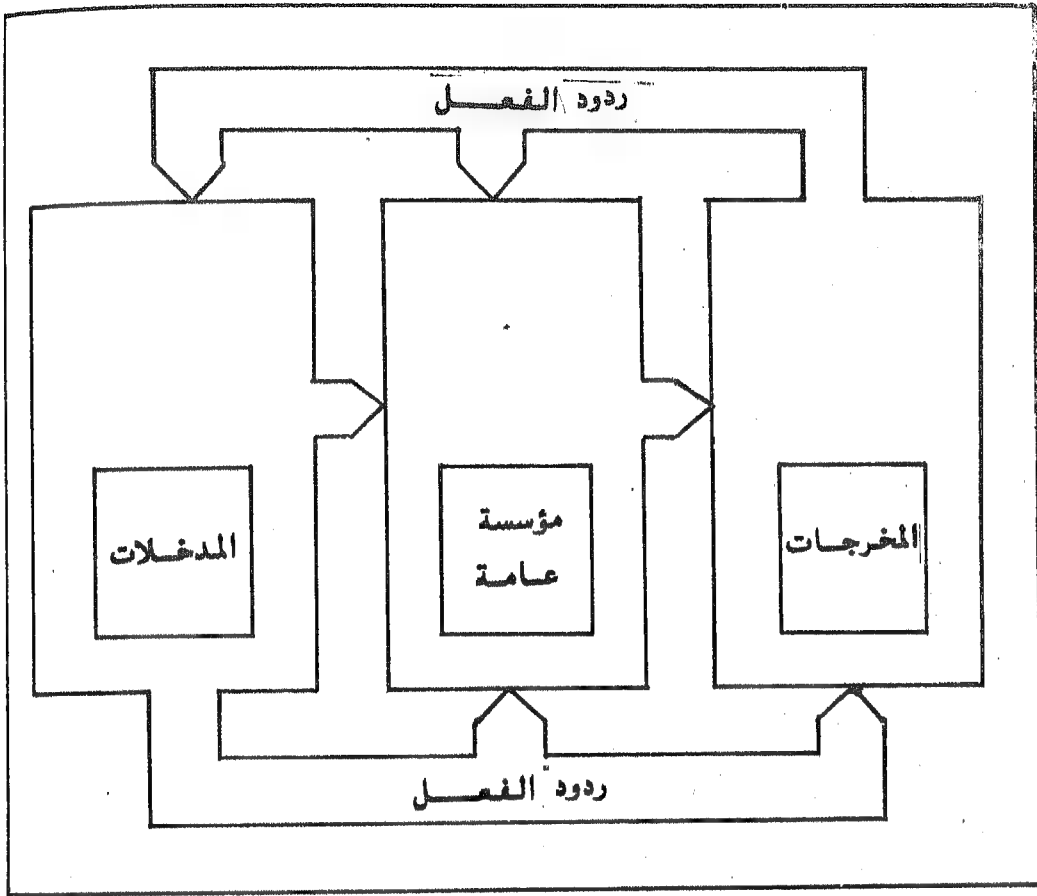 ردود الفعل
المدخلات
مؤسسة
عامة
المخرجات
ردود الفعل